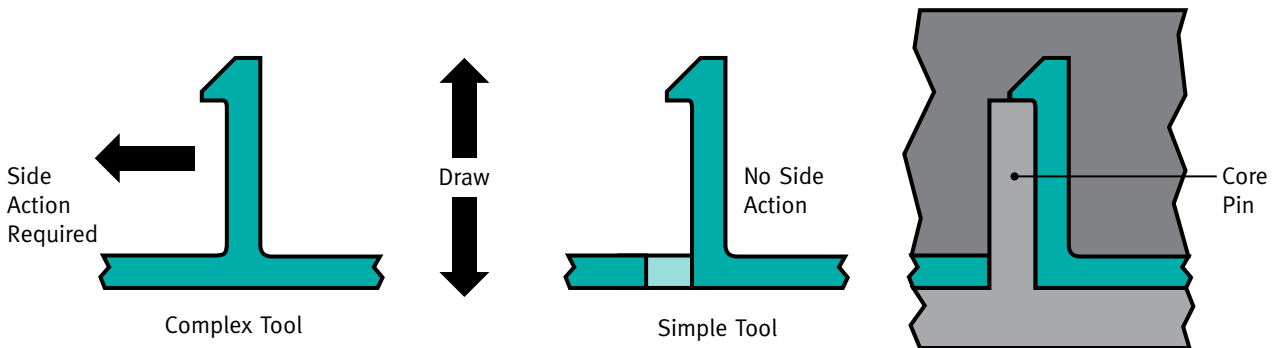 Side
Action
Required
Complex Tool
Draw
No Side
Action
Simple Tool
Core
Pin